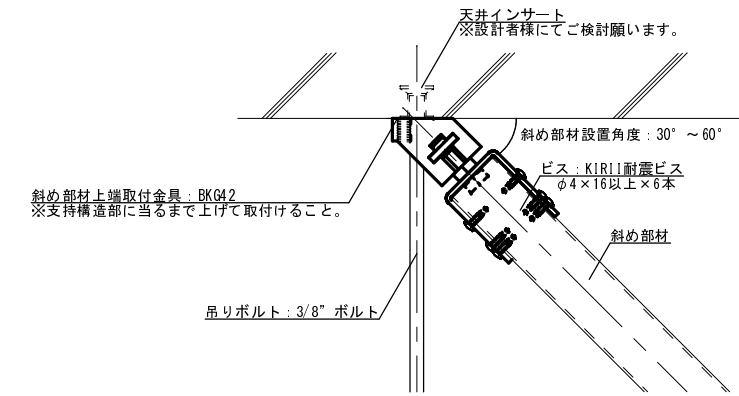 天井インサート
※設計者様にてご検討願います。
斜め部材設置角度：30°～60°
ビス：KIRII耐震ビス
φ4×16以上×6本
斜め部材上端取付金具：BKG42
※支持構造部に当るまで上げて取付けること。
斜め部材
吊りボルト：3/8”ボルト